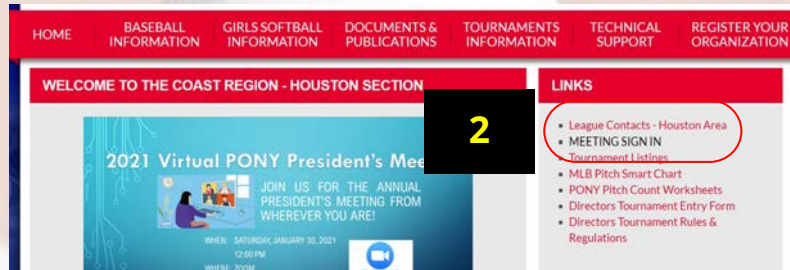 HOME
BASEBALL INFORMATION
GIRLS SOFTBALL INFORMATION
DOCUMENTS & PUBLICATIONS
TOURNAMENTS INFORMATION
TECHNICAL SUPPORT
REGISTER YOUR ORGANIZATION
WELCOME TO THE COAST REGION - HOUSTON SECTION
2021 Virtual PONY President's Mee
JOIN US FOR THE ANNUAL
PRESIDENT'S MEETING FROM
WHEREVER YOU ARE!
WHEN: SATURDAY, JANUARY 30, 2021
12:00 PM
WHERE: ZOOM
2
LINKS
League Contacts - Houston Area
MEETING SIGN IN
Tournament Listings
MLB Pitch Smart Chart
PONY Pitch Count Worksheets
Directors Tournament Entry Form
Directors Tournament Rules &
Regulations